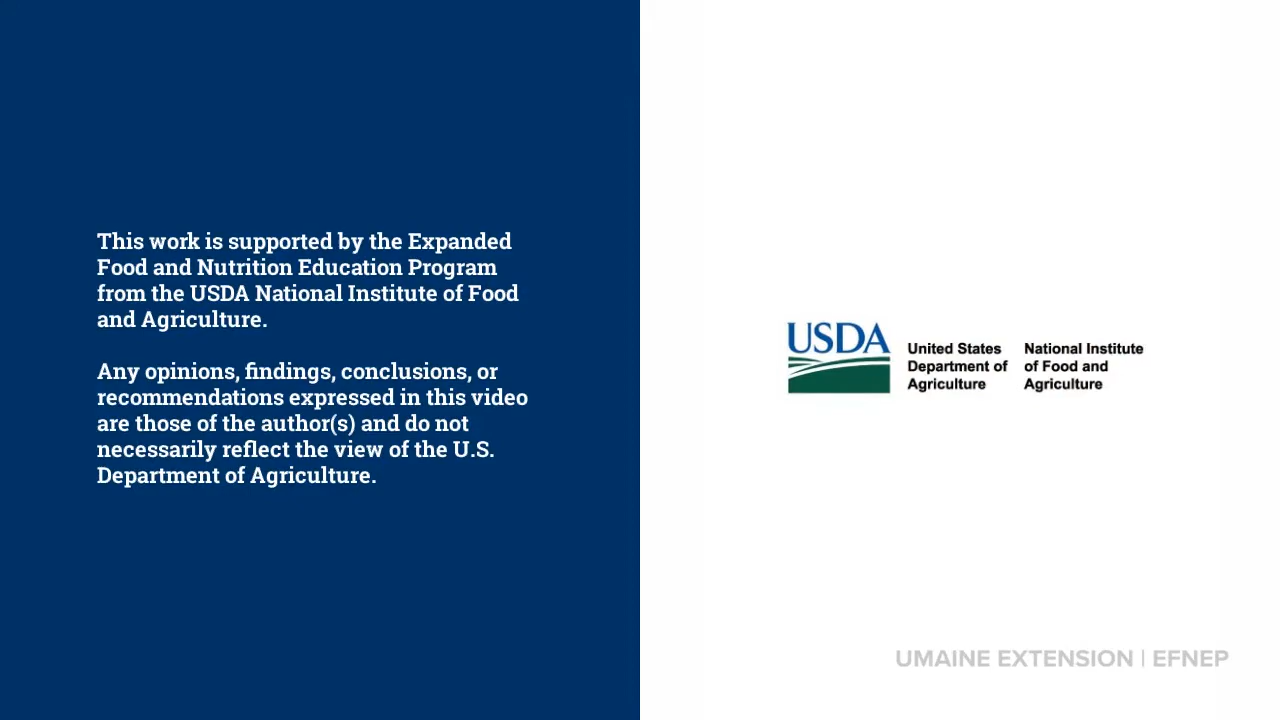 This work is supported by the Expanded
Food and Nutrition Education Program
from the USDA National Institute of Food
and Agriculture.
Any opinions, findings, conclusions, or
recommendations expressed in this video
are those of the author(s) and do not
necessarily reflect the view of the U.S.
Department of Agriculture.
USDA
United States
Department of
Agriculture
National Institute
of Food and
Agriculture
UMAINE EXTENSION | EFNEP